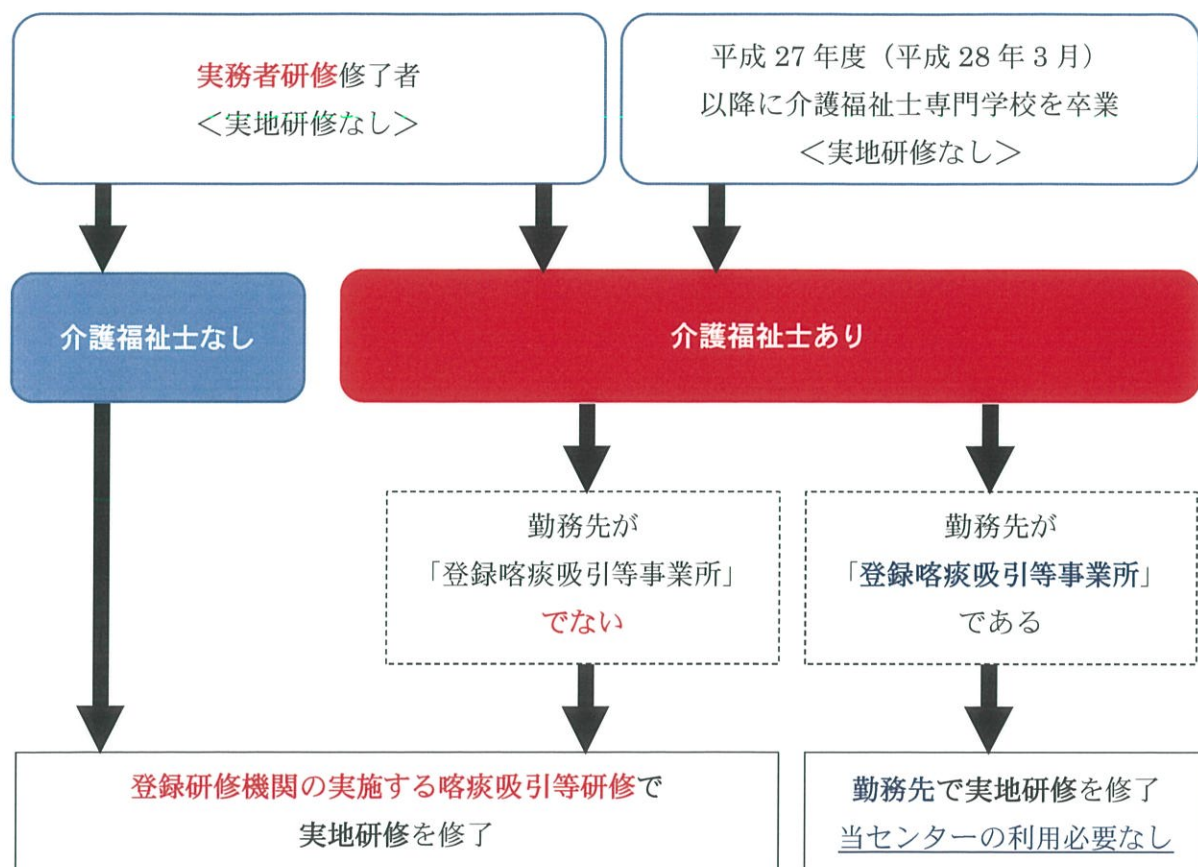 実務者研修修了者
＜実地研修なし＞
平成 27 年度（平成 28 年 3 月）
以降に介護福祉士専門学校を卒業
＜実地研修なし＞
介護福祉士なし
介護福祉士あり
勤務先が
「登録喀痰吸引等事業所」
でない
勤務先が
「登録喀痰吸引等事業所」
である
登録研修機関の実施する喀痰吸引等研修で
実地研修を修了
勤務先で実地研修を修了
当センターの利用必要なし